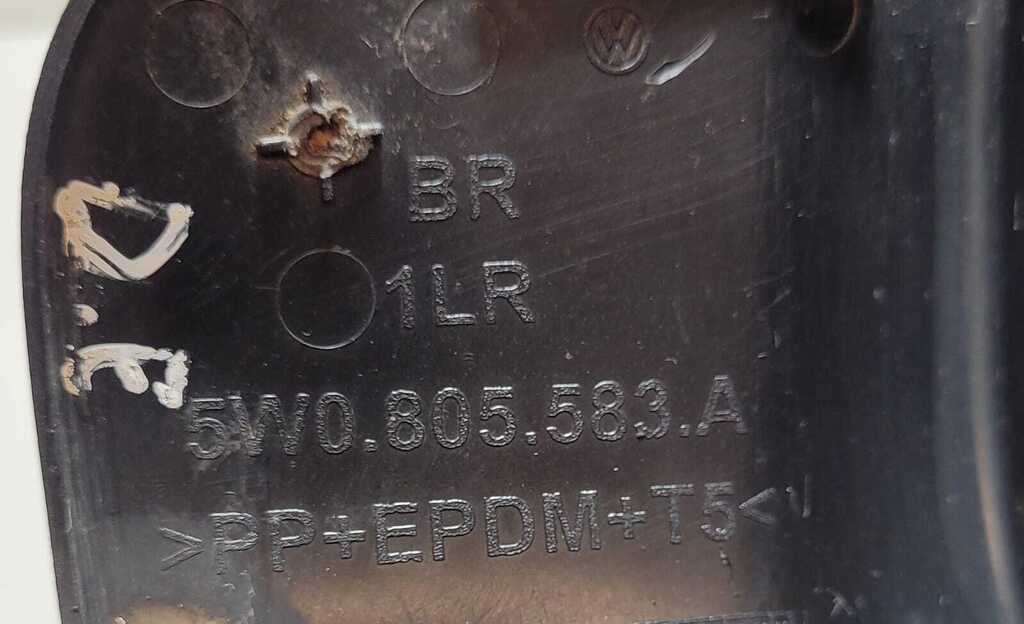 BR
1LR
D.E
5W0.805.583.A
>PP+EPDM+T5<